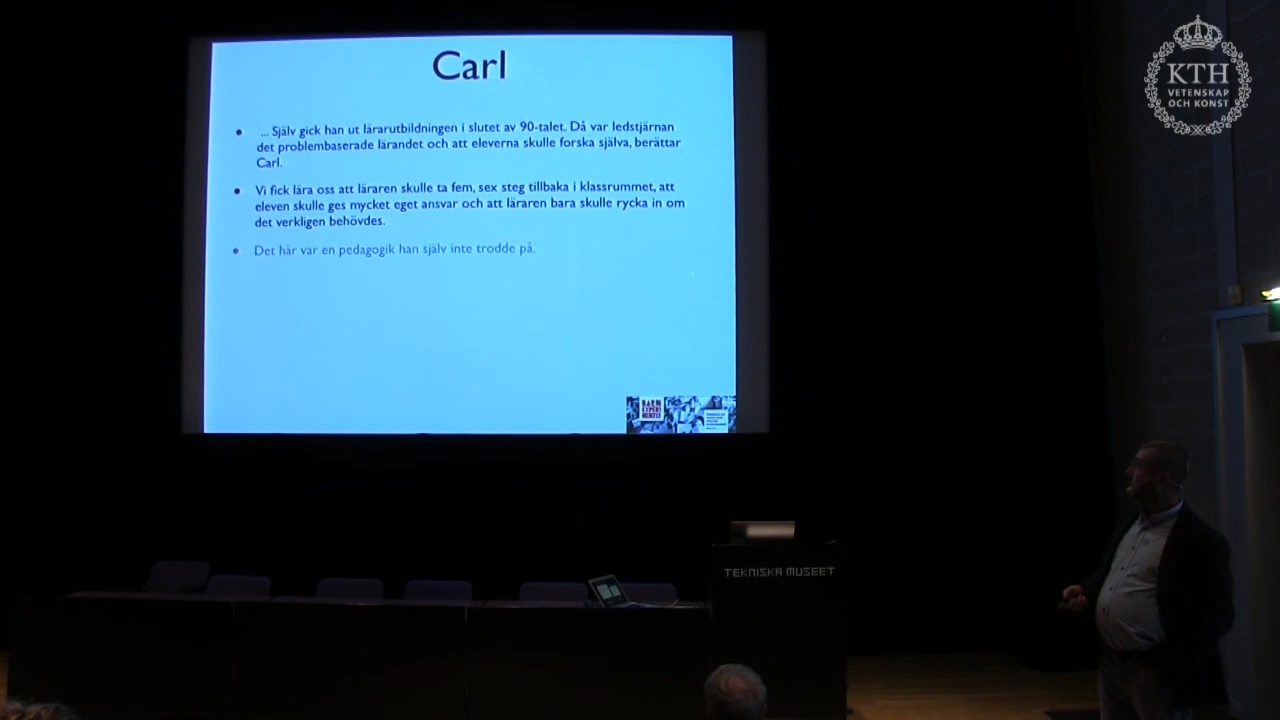 Carl
• ... Själv gick han ut lärarutbildningen i slutet av 90-talet. Då var ledstjärnan
det problembaserade lärandet och att eleverna skulle forska själva, berättar
Carl.
• Vi fick lära oss att läraren skulle ta fem, sex steg tillbaka i klassrummet, att
eleven skulle ges mycket eget ansvar och att läraren bara skulle rycka in om
det verkligen behövdes.
• Det här var en pedagogik han själv inte trodde på.
KTH
VETENSKAP
OCH KONST
TEKNISKA MUSEET